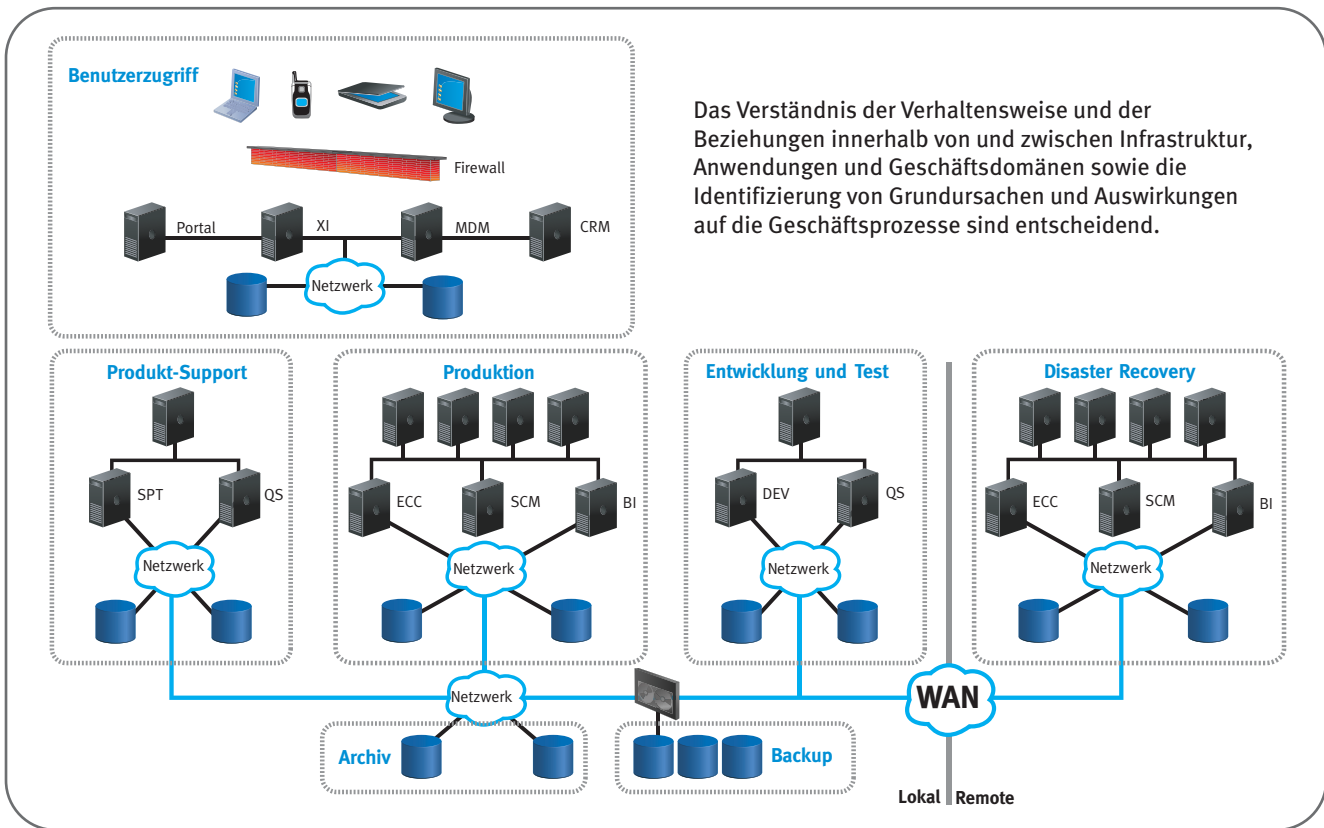 Benutzerzugriff
Firewall
Portal
XI
MDM
CRM
Netzwerk
Das Verständnis der Verhaltensweise und der
Beziehungen innerhalb von und zwischen Infrastruktur,
Anwendungen und Geschäftsdomänen sowie die
Identifizierung von Grundursachen und Auswirkungen
auf die Geschäftsprozesse sind entscheidend.
Produkt-Support
SPT
QS
Netzwerk
Produktion
ECC
SCM
BI
Netzwerk
Entwicklung und Test
DEV
QS
Netzwerk
Disaster Recovery
ECC
SCM
BI
Netzwerk
Netzwerk
WAN
Archiv
Backup
Lokal
Remote